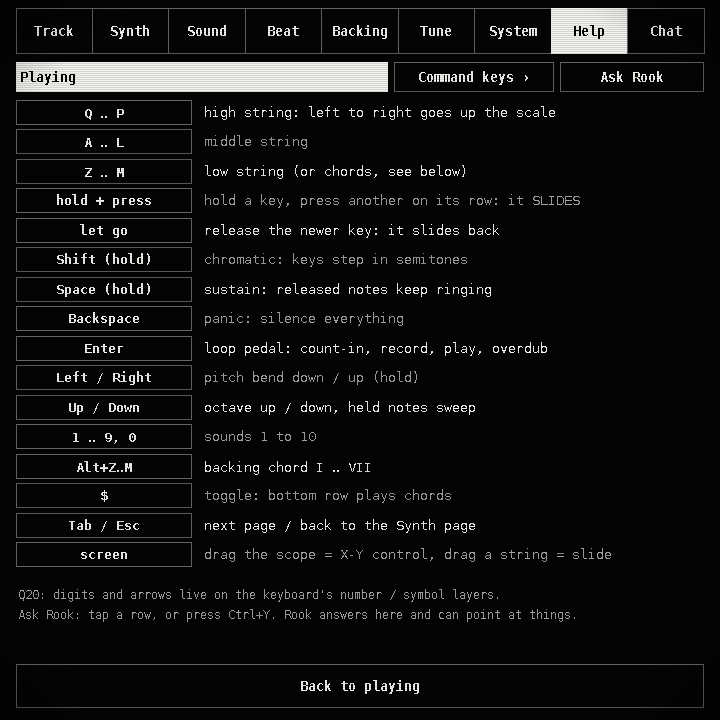 Track Synth Sound Beat Backing Tune System Help Chat
Playing Command keys › Ask Rook
Q .. P high string: left to right goes up the scale
A .. L middle string
Z .. M low string (or chords, see below)
hold + press hold a key, press another on its row: it SLIDES
let go release the newer key: it slides back
Shift (hold) chromatic: keys step in semitones
Space (hold) sustain: released notes keep ringing
Backspace panic: silence everything
Enter loop pedal: count-in, record, play, overdub
Left / Right pitch bend down / up (hold)
Up / Down octave up / down, held notes sweep
1 .. 9, 0 sounds 1 to 10
Alt+Z..M backing chord I .. VII
$ toggle: bottom row plays chords
Tab / Esc next page / back to the Synth page
screen drag the scope = X-Y control, drag a string = slide
Q20: digits and arrows live on the keyboard's number / symbol layers.
Ask Rook: tap a row, or press Ctrl+Y. Rook answers here and can point at things.
Back to playing